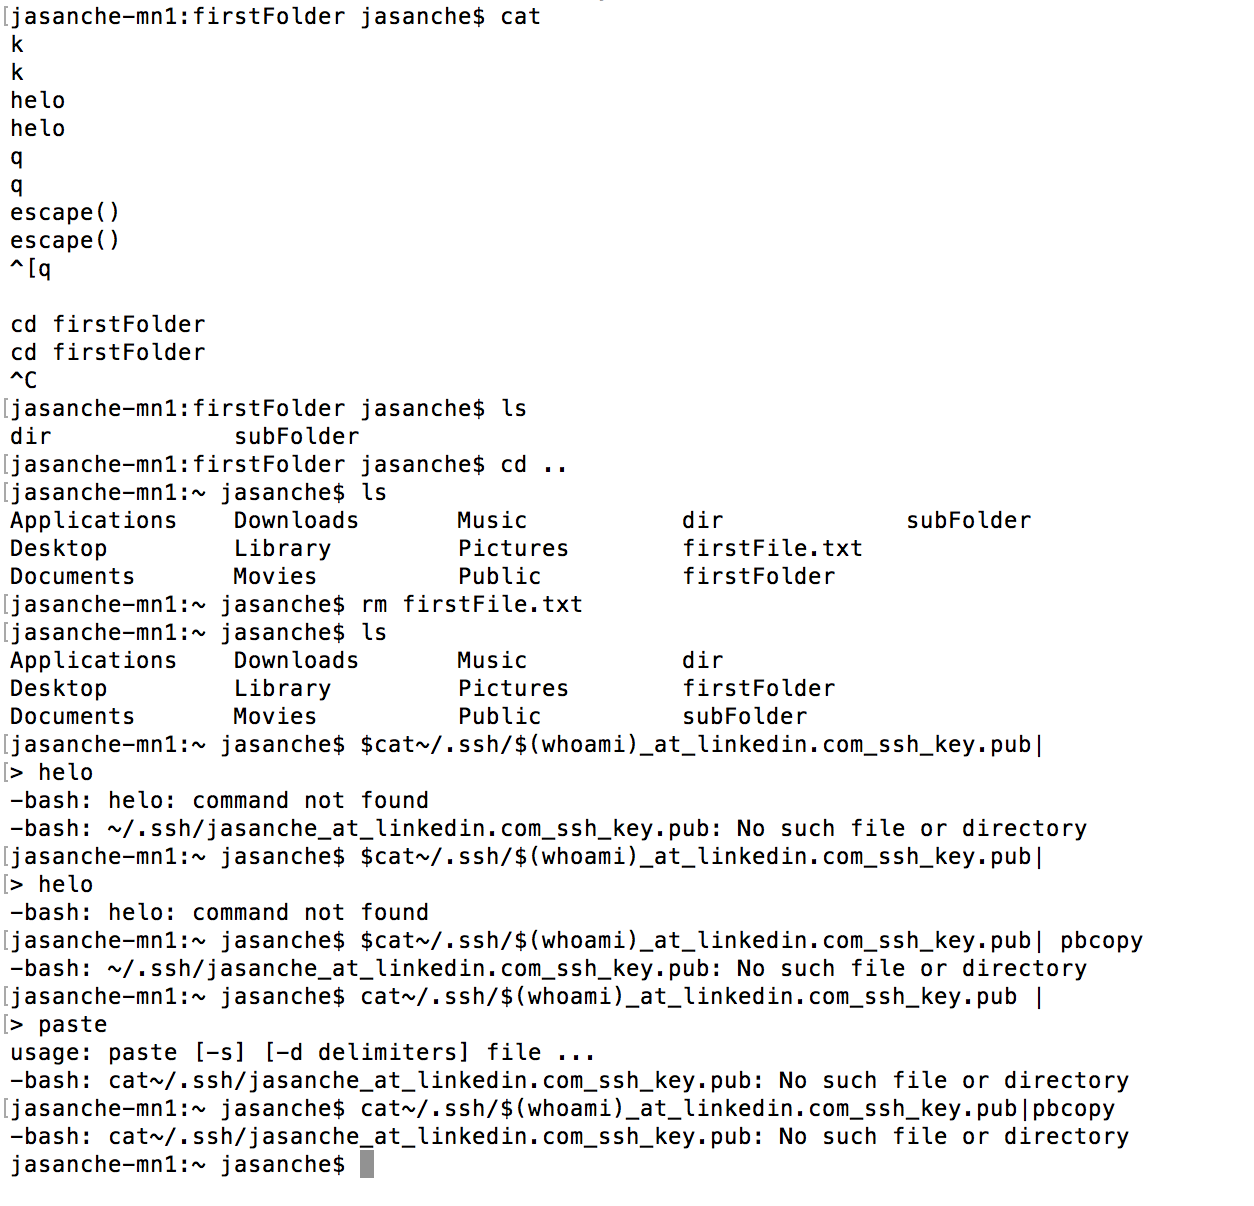 [jasanche-mn1:firstFolder jasanche$ cat
k
k
helo
helo
q
q
escape()
escape()
^[q
cd firstFolder
cd firstFolder
^C
[jasanche-mn1:firstFolder jasanche$ ls
dir subFolder
[jasanche-mn1:firstFolder jasanche$ cd ..
[jasanche-mn1:~ jasanche$ ls
Applications Downloads Music dir subFolder
Desktop Library Pictures firstFile.txt
Documents Movies Public firstFolder
[jasanche-mn1:~ jasanche$ rm firstFile.txt
[jasanche-mn1:~ jasanche$ ls
Applications Downloads Music dir
Desktop Library Pictures firstFolder
Documents Movies Public subFolder
[jasanche-mn1:~ jasanche$ $cat~/.ssh/$(whoami)_at_linkedin.com_ssh_key.pub|
[> helo
-bash: helo: command not found
-bash: ~/.ssh/jasanche_at_linkedin.com_ssh_key.pub: No such file or directory
[jasanche-mn1:~ jasanche$ $cat~/.ssh/$(whoami)_at_linkedin.com_ssh_key.pub|
[> helo
-bash: helo: command not found
[jasanche-mn1:~ jasanche$ $cat~/.ssh/$(whoami)_at_linkedin.com_ssh_key.pub| pbcopy
-bash: ~/.ssh/jasanche_at_linkedin.com_ssh_key.pub: No such file or directory
[jasanche-mn1:~ jasanche$ cat~/.ssh/$(whoami)_at_linkedin.com_ssh_key.pub |
[> paste
usage: paste [-s] [-d delimiters] file ...
-bash: cat~/.ssh/jasanche_at_linkedin.com_ssh_key.pub: No such file or directory
[jasanche-mn1:~ jasanche$ cat~/.ssh/$(whoami)_at_linkedin.com_ssh_key.pub|pbcopy
-bash: cat~/.ssh/jasanche_at_linkedin.com_ssh_key.pub: No such file or directory
jasanche-mn1:~ jasanche$